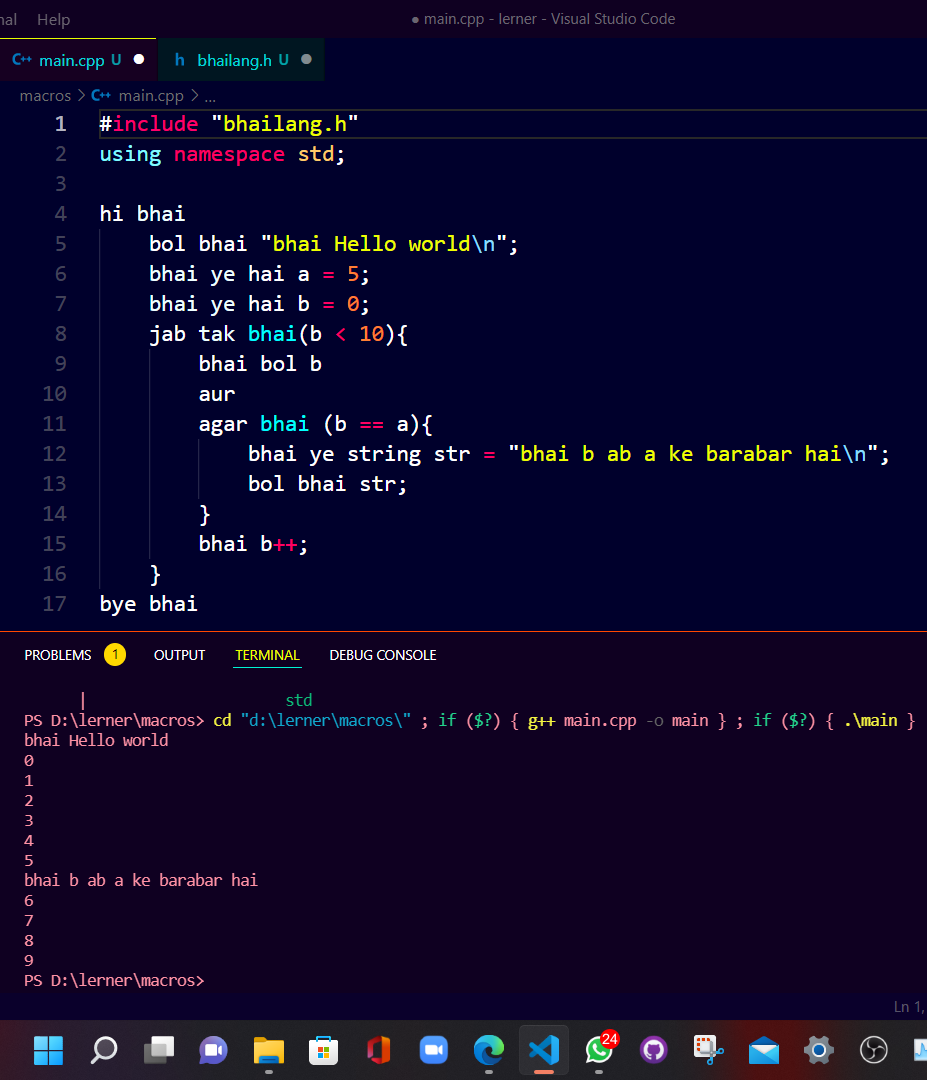 nal Help ● main.cpp - lerner - Visual Studio Code
C++ main.cpp U ● h bhailang.h U ●
macros > C++ main.cpp > ...
1 #include "bhailang.h"
2 using namespace std;
3
4 hi bhai
5 bol bhai "bhai Hello world\n";
6 bhai ye hai a = 5;
7 bhai ye hai b = 0;
8 jab tak bhai(b < 10){
9 bhai bol b
10 aur
11 agar bhai (b == a){
12 bhai ye string str = "bhai b ab a ke barabar hai\n";
13 bol bhai str;
14 }
15 bhai b++;
16 }
17 bye bhai
PROBLEMS 1 OUTPUT TERMINAL DEBUG CONSOLE
| std
PS D:\lerner\macros> cd "d:\lerner\macros\" ; if ($?) { g++ main.cpp -o main } ; if ($?) { .\main }
bhai Hello world
0
1
2
3
4
5
bhai b ab a ke barabar hai
6
7
8
9
PS D:\lerner\macros>
Ln 1,
24